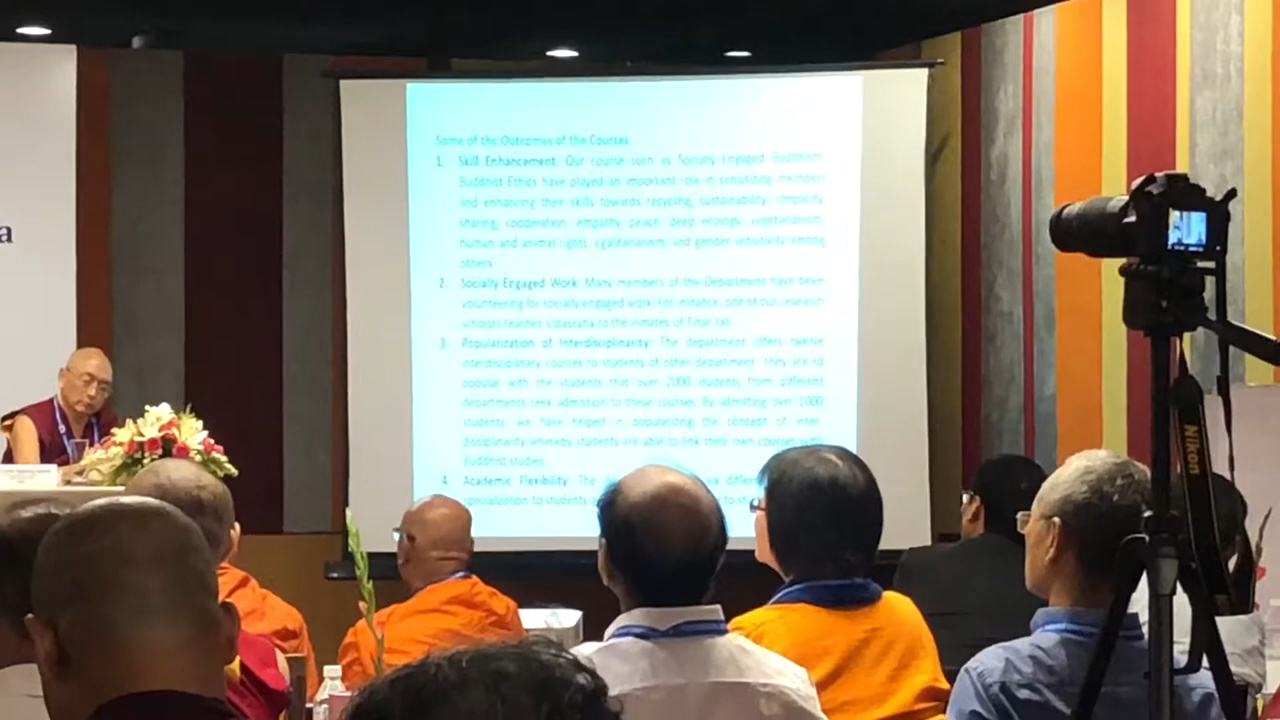 a
Some of the Outcomes of the Courses
1. Skill Enhancement: Our course such as Socially Engaged Buddhism,
Buddhist Ethics have played an important role in sensitizing members
and enhancing their skills towards recycling, sustainability, simplicity
sharing, cooperation, empathy, peace, deep ecology, vegetarianism,
human and animal rights, egalitarianism, and gender sensitivity among
others.
2. Socially Engaged Work: Many members of the Department have been
volunteering for socially engaged work. For instance, one of our research
scholars teaches Vipassana to the inmates of Tihar Jail.
3. Popularization of Interdisciplinarity: The department offers twelve
interdisciplinary courses to students of other department. They are so
popular with the students that over 2000 students from different
departments seek admission to these courses. By admitting over 1000
students, we have helped in popularizing the concept of inter-
disciplinarity whereby students are able to link their own courses with
Buddhist studies.
4. Academic Flexibility: The
specialization to students
Nikon